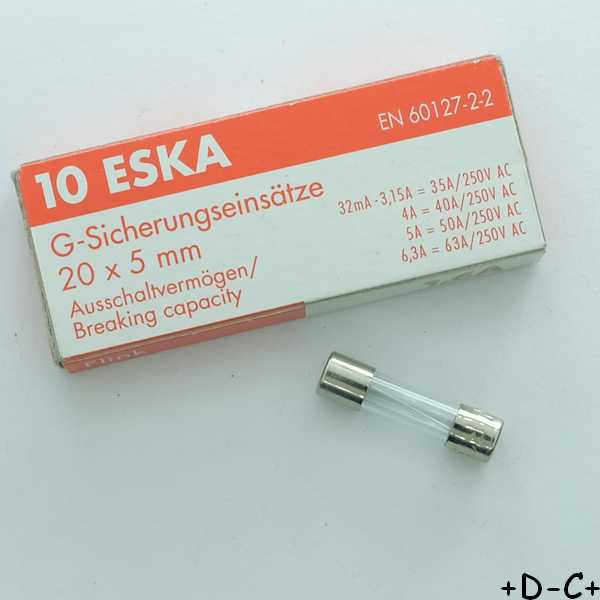 10 ESKA
EN 60127-2-2
G-Sicherungseinsätze
20 x 5 mm
Ausschaltvermögen/
Breaking capacity
32mA - 3,15A = 35A/250V AC
4A = 40A/250V AC
5A = 50A/250V AC
6,3A = 63A/250V AC
Flink
+D-C+